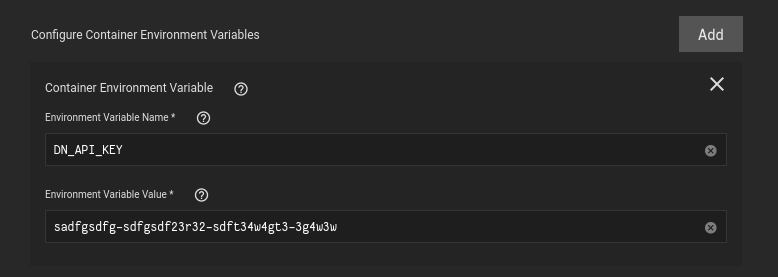 Configure Container Environment Variables
Add
Container Environment Variable
Environment Variable Name *
DN_API_KEY
Environment Variable Value *
sadfgsdfg-sdfgsdf23r32-sdft34w4gt3-3g4w3w